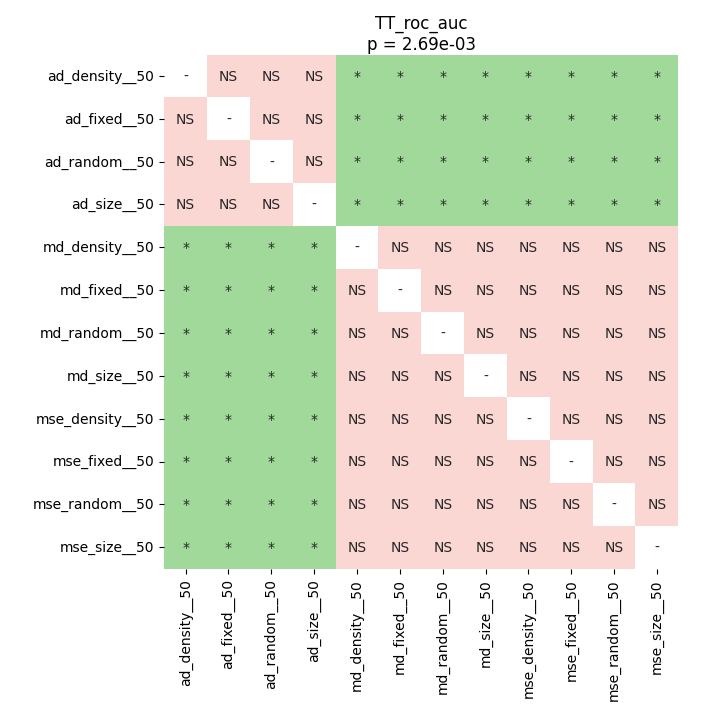 TT_roc_auc
p = 2.69e-03
ad_density__50 - NS NS NS * * * * * * * *
ad_fixed__50 NS - NS NS * * * * * * * *
ad_random__50 NS NS - NS * * * * * * * *
ad_size__50 NS NS NS - * * * * * * * *
md_density__50 * * * * - NS NS NS NS NS NS NS
md_fixed__50 * * * * NS - NS NS NS NS NS NS
md_random__50 * * * * NS NS - NS NS NS NS NS
md_size__50 * * * * NS NS NS - NS NS NS NS
mse_density__50 * * * * NS NS NS NS - NS NS NS
mse_fixed__50 * * * * NS NS NS NS NS - NS NS
mse_random__50 * * * * NS NS NS NS NS NS - NS
mse_size__50 * * * * NS NS NS NS NS NS NS -
ad_density__50
ad_fixed__50
ad_random__50
ad_size__50
md_density__50
md_fixed__50
md_random__50
md_size__50
mse_density__50
mse_fixed__50
mse_random__50
mse_size__50